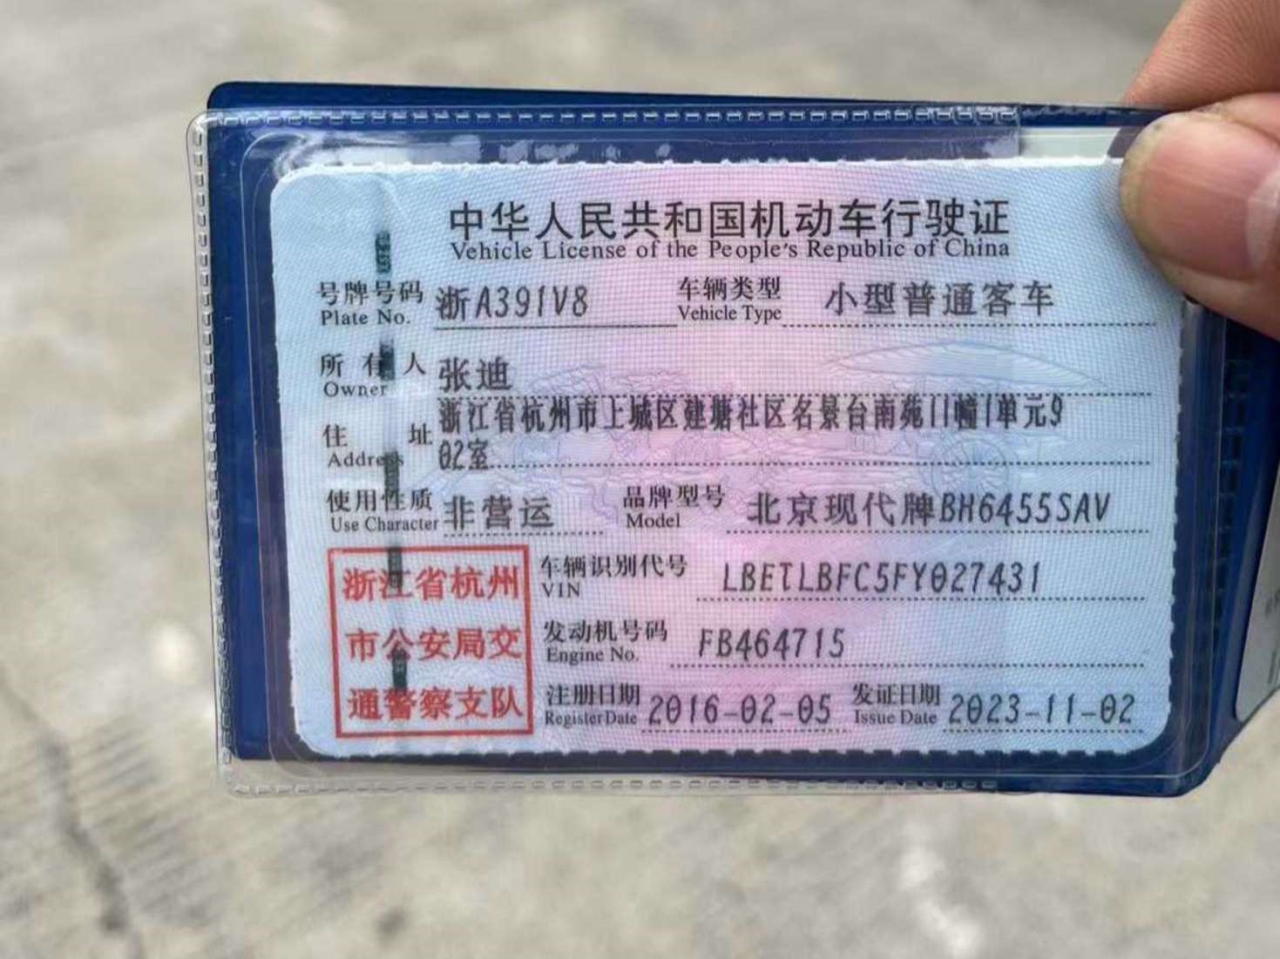 中华人民共和国机动车行驶证
Vehicle License of the People's Republic of China
号牌号码 浙A391V8 车辆类型 小型普通客车
Plate No. Vehicle Type
所有人 张迪
Owner
住址 浙江省杭州市上城区建塘社区名景台南苑11幢1单元9
Address 02室
使用性质 非营运 品牌型号 北京现代牌BH6455SAV
Use Character Model
浙江省杭州
市公安局交
通警察支队
车辆识别代号 LBETLBFC5FY027431
VIN
发动机号码 FB464715
Engine No.
注册日期 2016-02-05 发证日期 2023-11-02
Register Date Issue Date